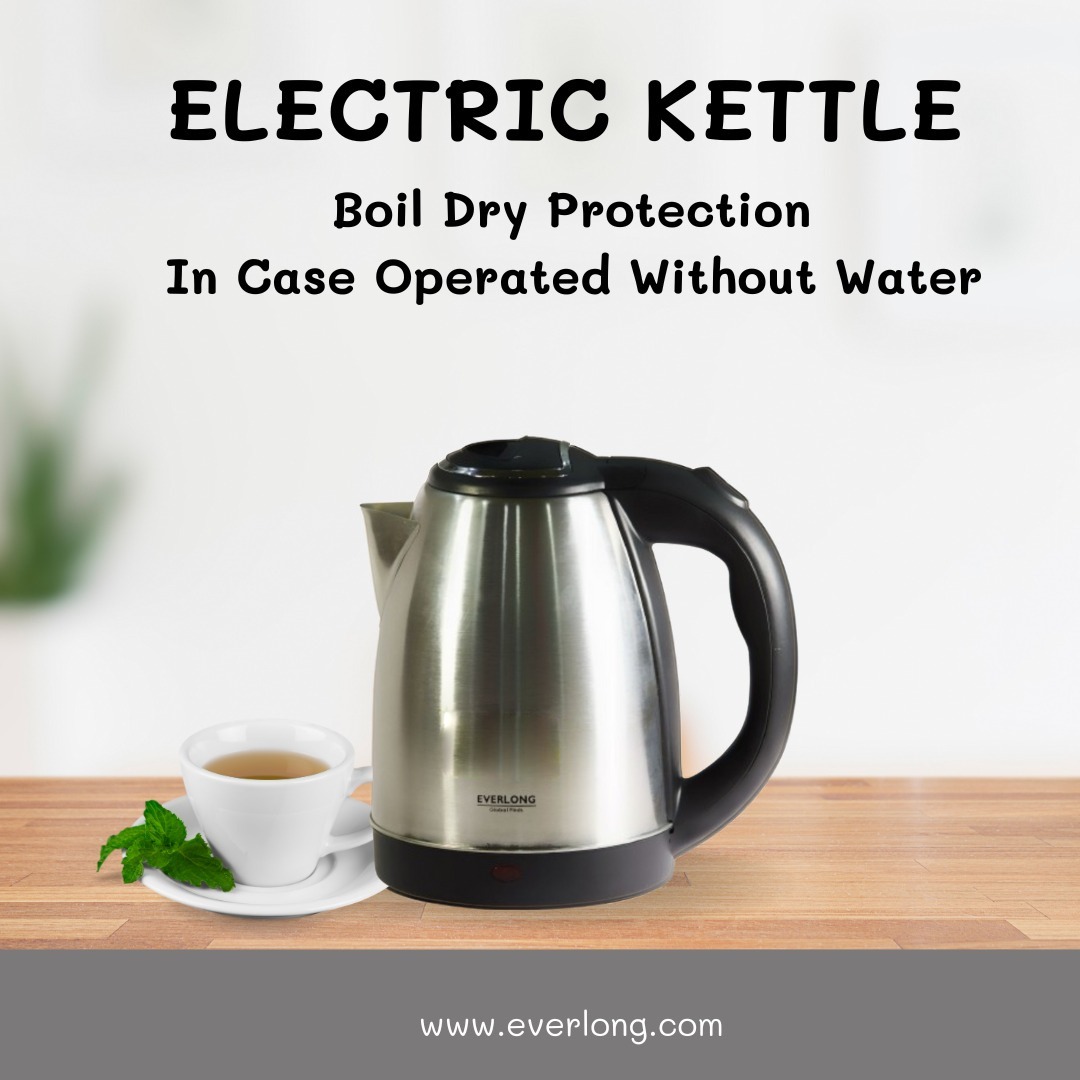 ELECTRIC KETTLE
Boil Dry Protection
In Case Operated Without Water
EVERLONG
www.everlong.com